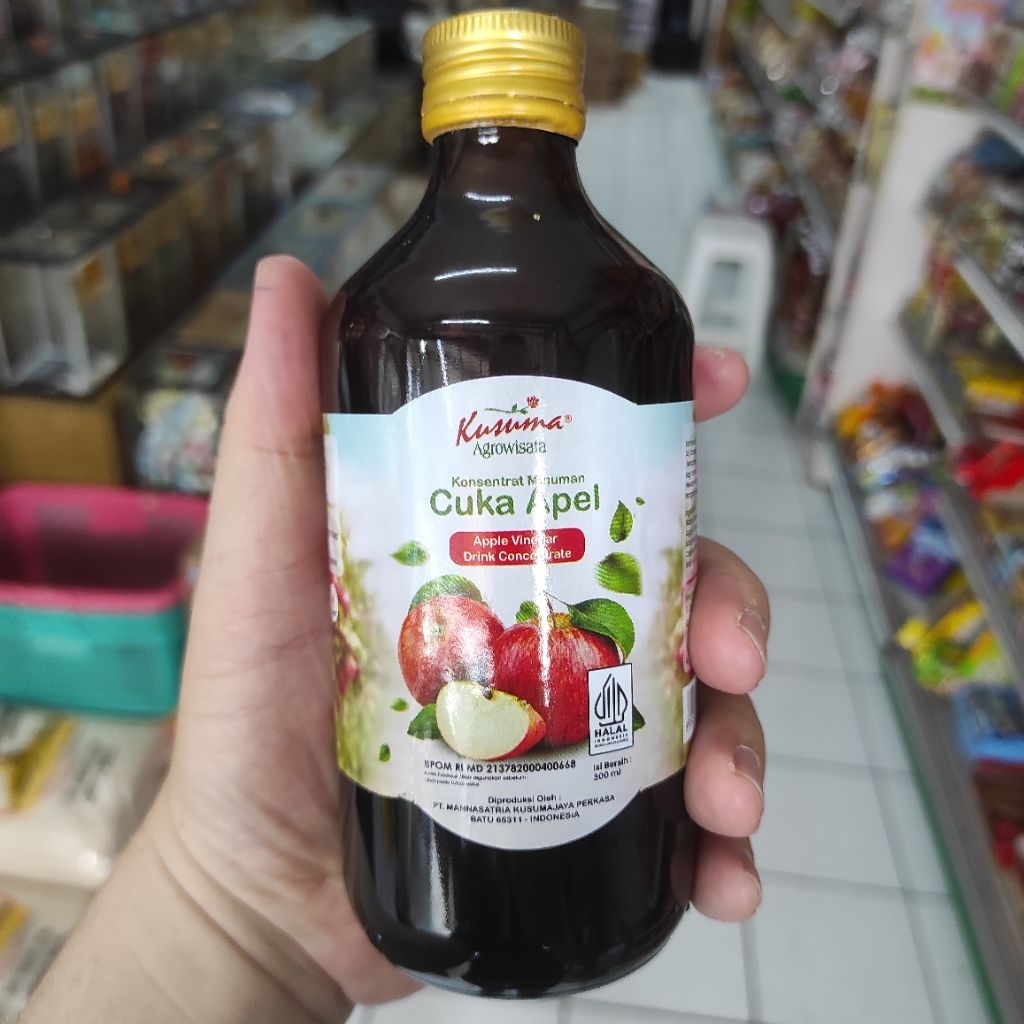 Kusuma®
Agrowisata
Konsentrat Minuman
Cuka Apel
Apple Vinegar
Drink Concentrate
HALAL
INDONESIA
BPOM RI MD 213782000400668
Isi Bersih :
300 ml
Diproduksi Oleh :
PT. MANNASATRIA KUSUMAJAYA PERKASA
BATU 65311 - INDONESIA